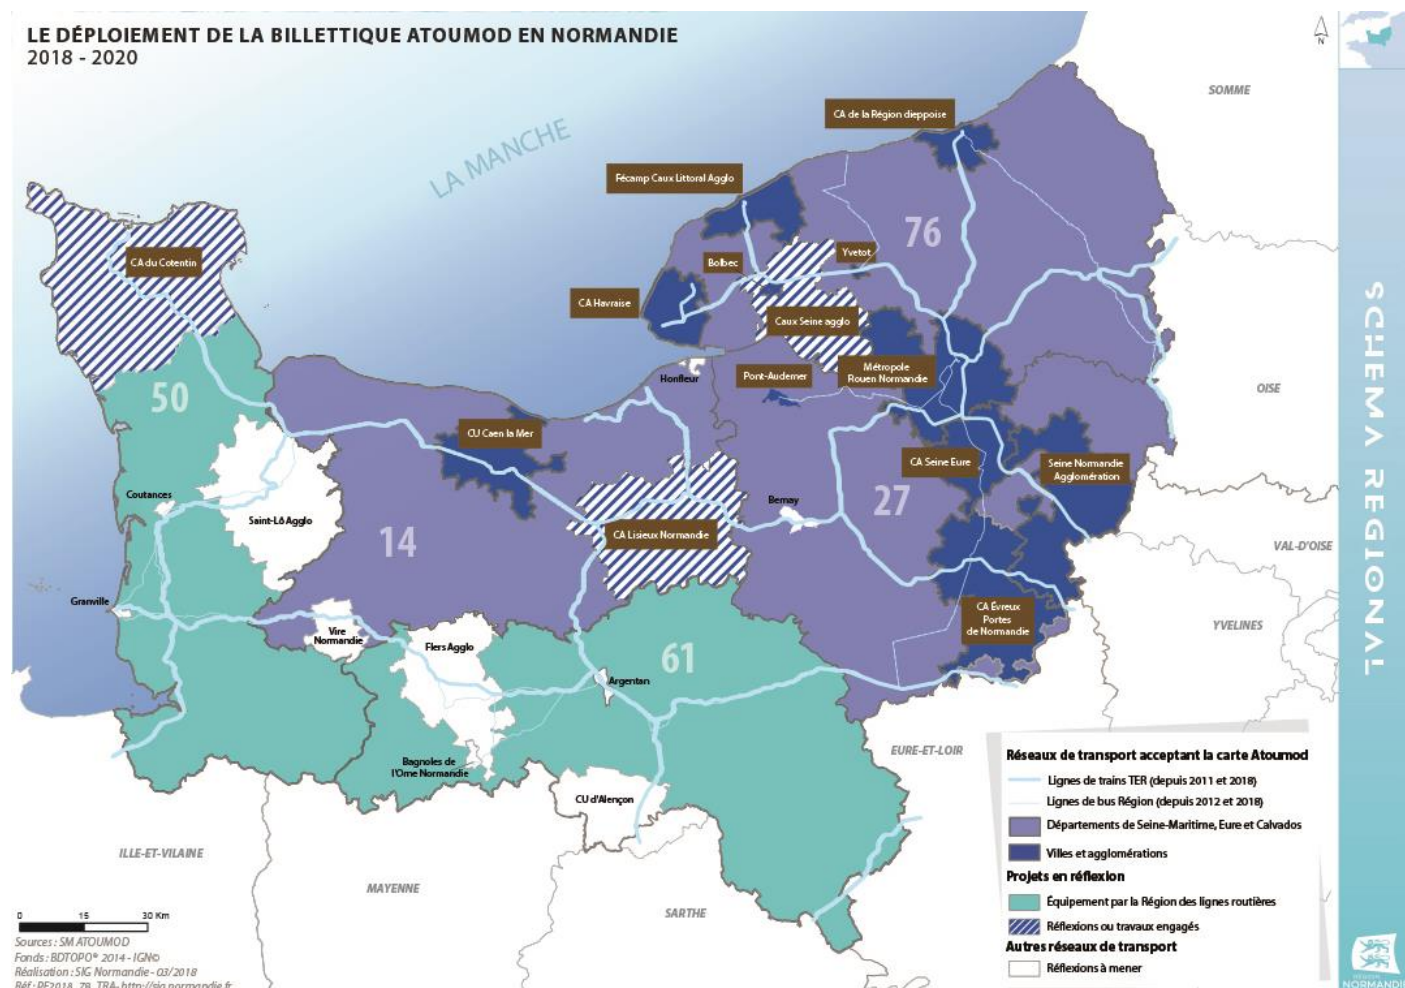 LE DÉPLOIEMENT DE LA BILLETTIQUE ATOUMOD EN NORMANDIE
2018 - 2020
N
SOMME
CA de la Région dieppoise
LA MANCHE
Fécamp Caux Littoral Agglo
76
CA du Cotentin
Bolbec
Yvetot
CA Havraise
Caux Seine agglo
Métropole
Rouen Normandie
Honfleur
Pont-Audemer
OISE
50
CU Caen la Mer
CA Seine Eure
Seine Normandie
Agglomération
Coutances
Saint-Lô Agglo
14
CA Lisieux Normandie
Bernay
27
VAL-D'OISE
Granville
Vire
Normandie
Flers Agglo
61
CA Évreux
Portes
de Normandie
YVELINES
Argentan
Bagnoles de
l'Orne Normandie
CU d'Alençon
EURE-ET-LOIR
ILLE-ET-VILAINE
MAYENNE
SARTHE
Réseaux de transport acceptant la carte Atoumod
Lignes de trains TER (depuis 2011 et 2018)
Lignes de bus Région (depuis 2012 et 2018)
Départements de Seine-Maritime, Eure et Calvados
Villes et agglomérations
Projets en réflexion
Équipement par la Région des lignes routières
Réflexions ou travaux engagés
Autres réseaux de transport
Réflexions à mener
0 15 30 Km
Sources : SM ATOUMOD
Fonds : BDTOPO® 2014 - IGN©
Réalisation : SIG Normandie - 03/2018
Réf : PE2018_79_TRA- http://sig.normandie.fr
SCHEMA REGIONAL
RÉGION
NORMANDIE